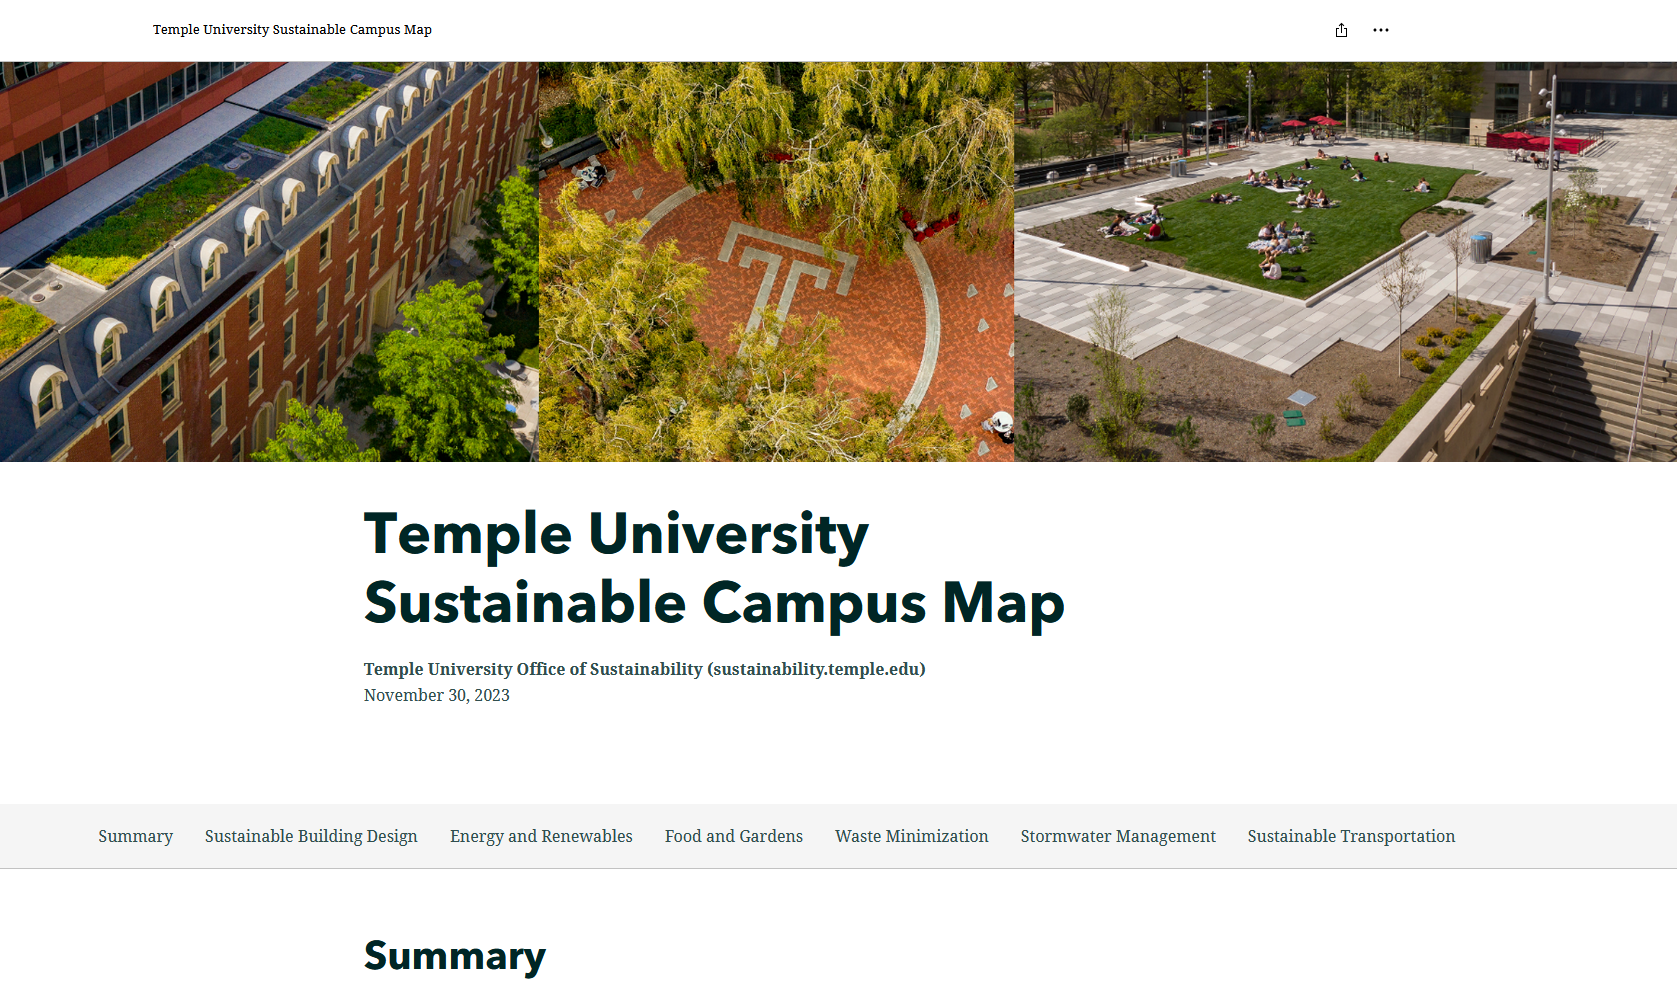 Temple University Sustainable Campus Map
Temple University
Sustainable Campus Map
Temple University Office of Sustainability (sustainability.temple.edu)
November 30, 2023
Summary Sustainable Building Design Energy and Renewables Food and Gardens Waste Minimization Stormwater Management Sustainable Transportation
Summary